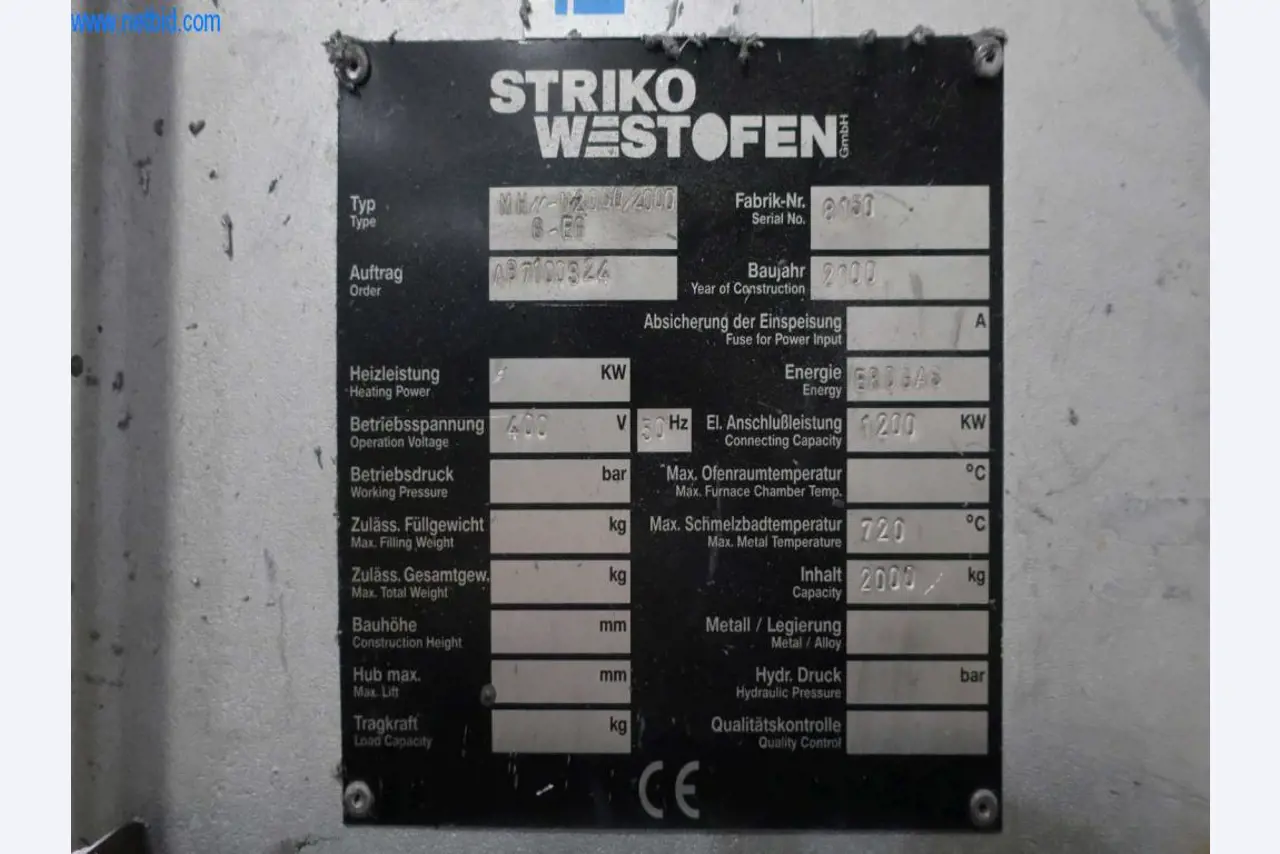 www.netbid.com
STRIKO
WESTOFEN GmbH
Typ
Type
Fabrik-Nr.
Serial No.
8150
Auftrag
Order
Baujahr
Year of Construction
Absicherung der Einspeisung A
Fuse for Power Input
Heizleistung KW
Heating Power
Energie ERDGAS
Energy
Betriebsspannung 400 V 50 Hz
Operation Voltage
El. Anschlußleistung 1200 KW
Connecting Capacity
Betriebsdruck bar
Working Pressure
Max. Ofenraumtemperatur °C
Max. Furnace Chamber Temp.
Zuläss. Füllgewicht kg
Max. Filling Weight
Max. Schmelzbadtemperatur 720 °C
Max. Metal Temperature
Zuläss. Gesamtgew. kg
Max. Total Weight
Inhalt 2000 kg
Capacity
Bauhöhe mm
Construction Height
Metall / Legierung
Metal / Alloy
Hub max. mm
Max. Lift
Hydr. Druck bar
Hydraulic Pressure
Tragkraft kg
Load Capacity
Qualitätskontrolle
Quality Control
CE